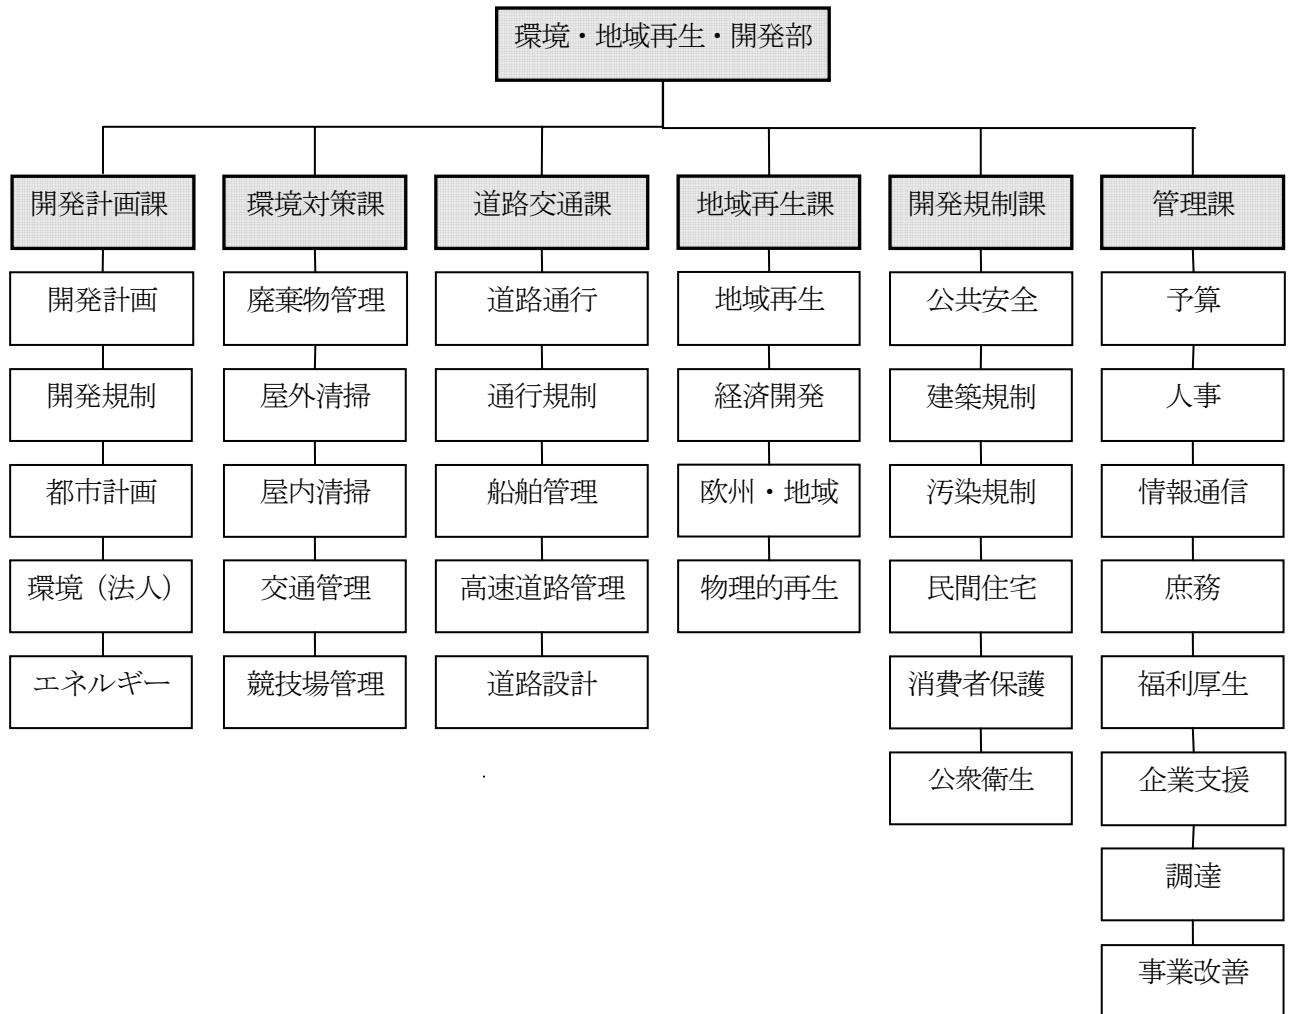 環境・地域再生・開発部
開発計画課
開発計画
開発規制
都市計画
環境（法人）
エネルギー
環境対策課
廃棄物管理
屋外清掃
屋内清掃
交通管理
競技場管理
道路交通課
道路通行
通行規制
船舶管理
高速道路管理
道路設計
地域再生課
地域再生
経済開発
欧州・地域
物理的再生
開発規制課
公共安全
建築規制
汚染規制
民間住宅
消費者保護
公衆衛生
管理課
予算
人事
情報通信
庶務
福利厚生
企業支援
調達
事業改善